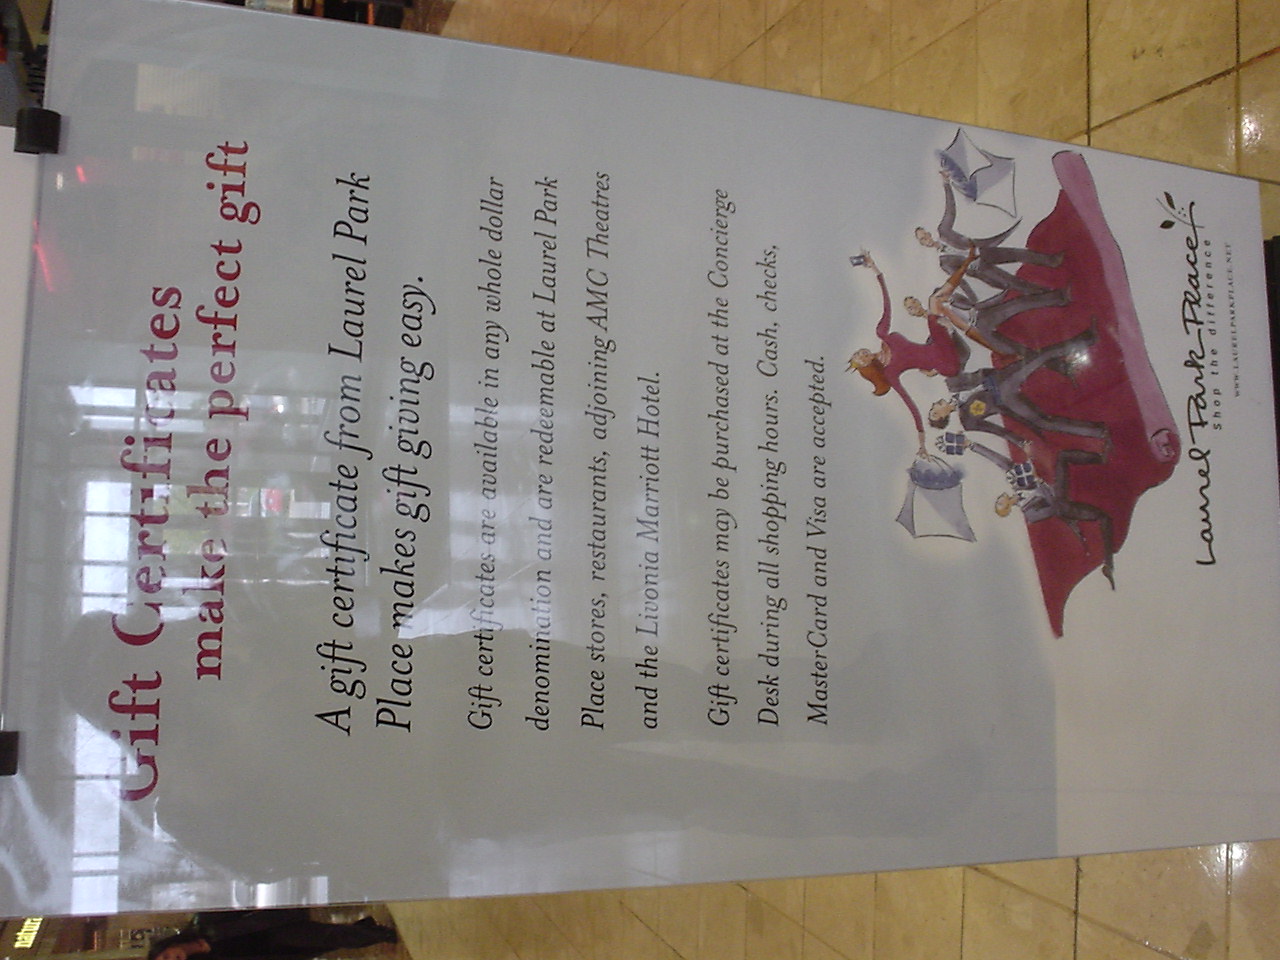 Gift Certificates
make the perfect gift
A gift certificate from Laurel Park
Place makes gift giving easy.
Gift certificates are available in any whole dollar
denomination and are redeemable at Laurel Park
Place stores, restaurants, adjoining AMC Theatres
and the Livonia Marriott Hotel.
Gift certificates may be purchased at the Concierge
Desk during all shopping hours. Cash, checks,
MasterCard and Visa are accepted.
Laurel Park Place
shop the difference
WWW.LAURELPARKPLACE.NET